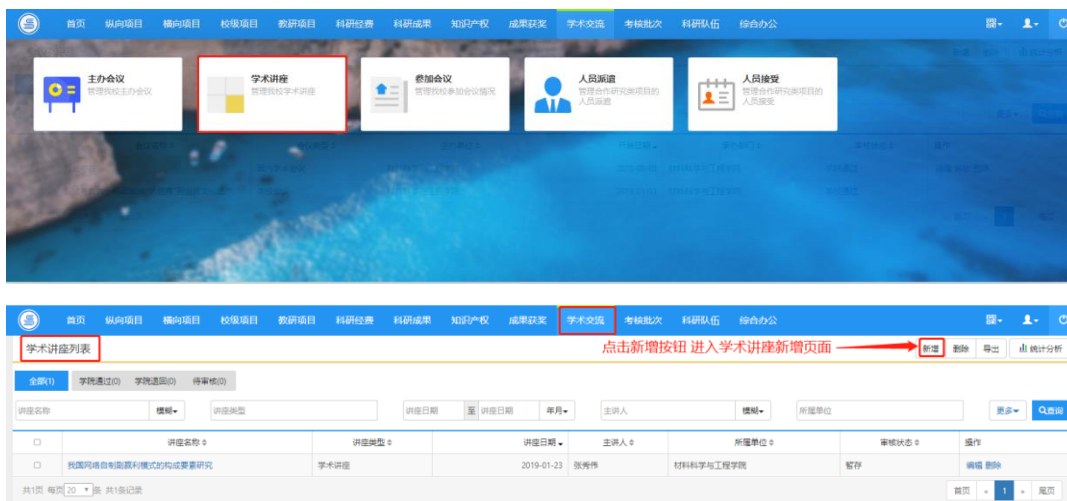 首页 纵向项目 横向项目 校级项目 教研项目 科研经费 科研成果 知识产权 成果获奖 学术交流 考核批次 科研队伍 综合办公
主办会议
管理我校主办会议
学术讲座
管理我校学术讲座
参加会议
管理我校参加会议情况
人员派遣
管理合作研究类项目的
人员派遣
人员接受
管理合作研究类项目的
人员接受
首页 纵向项目 横向项目 校级项目 教研项目 科研经费 科研成果 知识产权 成果获奖 学术交流 考核批次 科研队伍 综合办公
学术讲座列表 点击新增按钮 进入学术讲座新增页面 新增 删除 导出 统计分析
全部(1) 学院通过(0) 学院退回(0) 待审核(0)
讲座名称 模糊 讲座类型 讲座日期 至 讲座日期 年月 主讲人 模糊 所属单位 更多 查询
讲座名称 讲座类型 讲座日期 主讲人 所属单位 审核状态 操作
我国网络自制剧赢利模式的构成要素研究 学术讲座 2019-01-23 张秀伟 材料科学与工程学院 暂存 编辑 删除
共1页 每页 20 条 共1条记录 首页 « 1 » 尾页